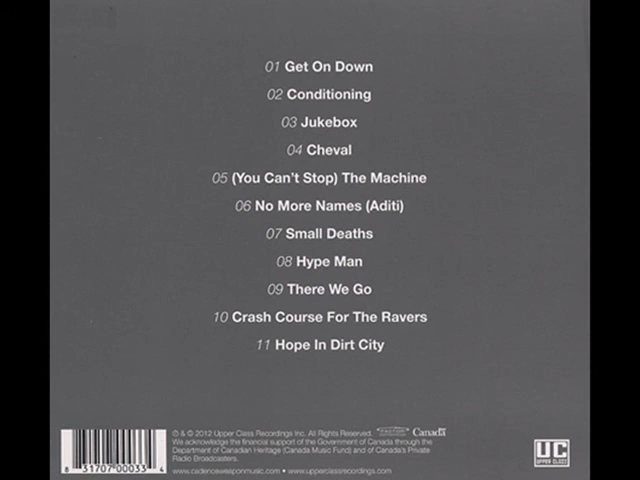 01 Get On Down
02 Conditioning
03 Jukebox
04 Cheval
05 (You Can't Stop) The Machine
06 No More Names (Aditi)
07 Small Deaths
08 Hype Man
09 There We Go
10 Crash Course For The Ravers
11 Hope In Dirt City
℗ & © 2012 Upper Class Recordings Inc. All Rights Reserved. Canada
We acknowledge the financial support of the Government of Canada through the
Department of Canadian Heritage (Canada Music Fund) and of Canada's Private
Radio Broadcasters.
www.cadenceweaponmusic.com • www.upperclassrecordings.com
8 51707 00033 4
UC
UPPER CLASS